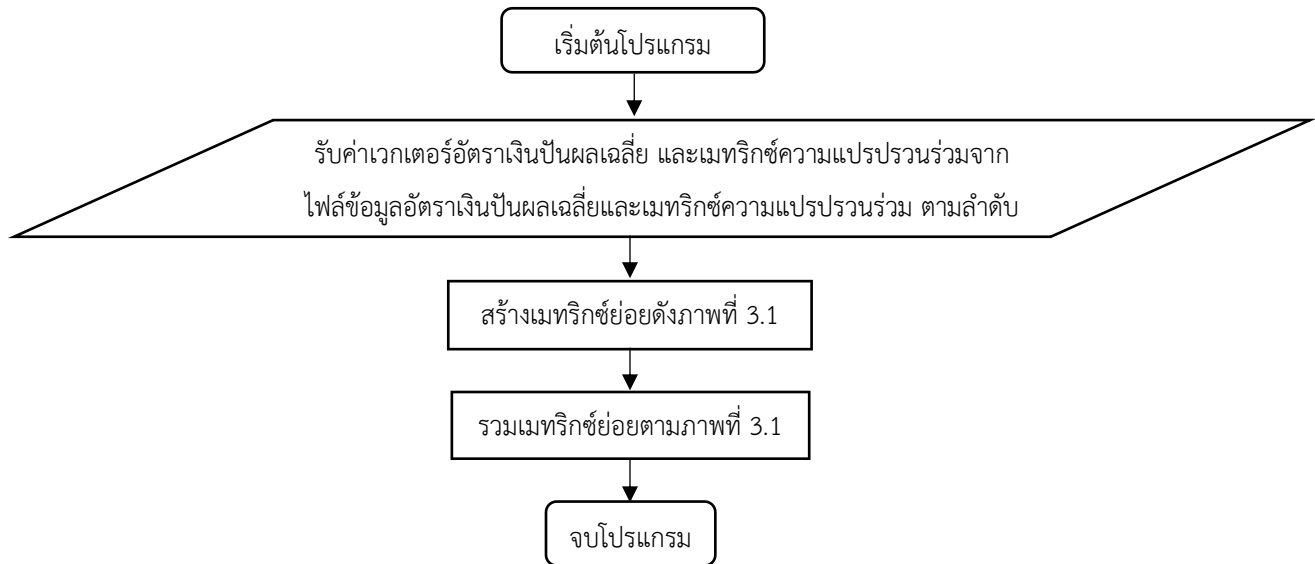 เริ่มต้นโปรแกรม
รับค่าเวกเตอร์อัตราเงินปันผลเฉลี่ย และเมทริกซ์ความแปรปรวนร่วมจาก
ไฟล์ข้อมูลอัตราเงินปันผลเฉลี่ยและเมทริกซ์ความแปรปรวนร่วม ตามลำดับ
สร้างเมทริกซ์ย่อยดังภาพที่ 3.1
รวมเมทริกซ์ย่อยตามภาพที่ 3.1
จบโปรแกรม